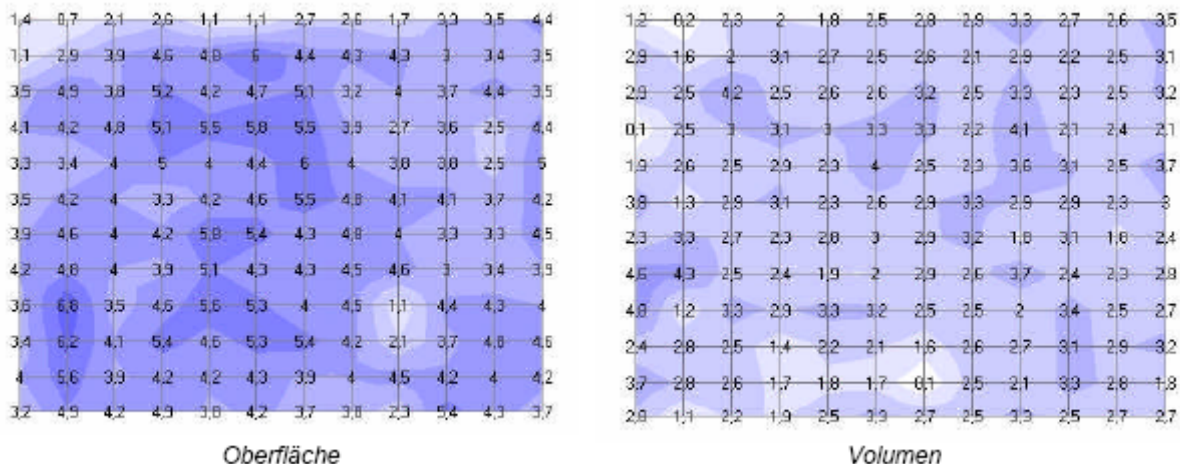 1,4 0,7 2,1 2,6 1,1 1,1 2,7 2,6 1,7 3,3 3,5 4,4
1,1 2,9 3,9 4,6 4,8 6 4,4 4,3 4,3 3 3,4 3,5
3,5 4,9 3,8 5,2 4,2 4,7 5,1 3,2 4 3,7 4,4 3,5
4,1 4,2 4,8 5,1 5,5 5,8 5,5 3,9 2,7 3,6 2,5 4,4
3,3 3,4 4 5 4 4,4 6 4 3,8 3,8 2,5 5
3,5 4,2 4 3,3 4,2 4,6 5,5 4,8 4,1 4,1 3,7 4,2
3,9 4,6 4 4,2 5,8 5,4 4,3 4,8 4 3,3 3,3 4,5
4,2 4,8 4 3,9 5,1 4,3 4,3 4,5 4,6 3 3,4 3,9
3,6 6,8 3,5 4,6 5,6 5,3 4 4,5 1,1 4,4 4,3 4
3,4 6,2 4,1 5,4 4,6 5,3 5,4 4,2 2,1 3,7 4,8 4,6
4 5,6 3,9 4,2 4,2 4,3 3,9 4 4,5 4,2 4 4,2
3,2 4,9 4,2 4,9 3,8 4,2 3,7 3,8 2,3 5,4 4,3 3,7
Oberfläche
1,2 0,2 2,3 2 1,8 2,5 2,8 2,9 3,3 2,7 2,6 3,5
2,9 1,6 2 3,1 2,7 2,5 2,6 2,1 2,9 2,2 2,5 3,1
2,9 2,5 4,2 2,5 2,6 2,6 3,2 2,5 3,3 2,3 2,5 3,2
0,1 2,5 3 3,1 3 3,3 3,3 2,2 4,1 2,1 2,4 2,1
1,9 2,6 2,5 2,9 2,3 4 2,5 2,3 3,6 3,1 2,5 3,7
3,8 1,3 2,9 3,1 2,3 2,6 2,9 3,3 2,9 2,9 2,3 3
2,3 3,3 2,7 2,3 2,8 3 2,9 3,2 1,8 3,1 1,8 2,4
4,6 4,3 2,5 2,4 1,9 2 2,9 2,6 3,7 2,4 2,3 2,8
4,8 1,2 3,3 2,9 3,3 3,2 2,5 2,5 2 3,4 2,5 2,7
2,4 2,8 2,5 1,4 2,2 2,1 1,6 2,6 2,7 3,1 2,9 3,2
3,7 2,8 2,6 1,7 1,8 1,7 0,1 2,5 2,1 3,3 2,8 1,8
2,9 1,1 2,2 1,9 2,5 3,3 2,7 2,5 3,3 2,5 2,7 2,7
Volumen